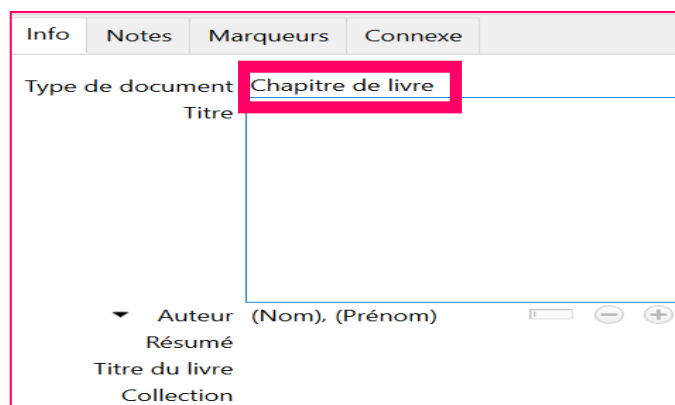 Info Notes Marqueurs Connexe
Type de document Chapitre de livre
Titre
Auteur (Nom), (Prénom)
Résumé
Titre du livre
Collection